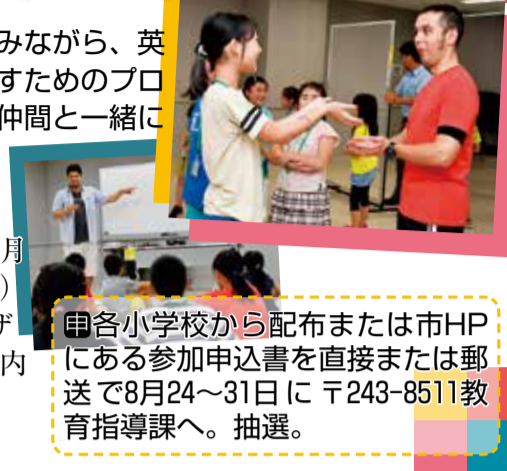 みながら、英
すためのプロ
仲間と一緒に
月
）
ザ
内
申各小学校から配布または市HP
にある参加申込書を直接または郵
送で8月24～31日に〒243-8511教
育指導課へ。抽選。